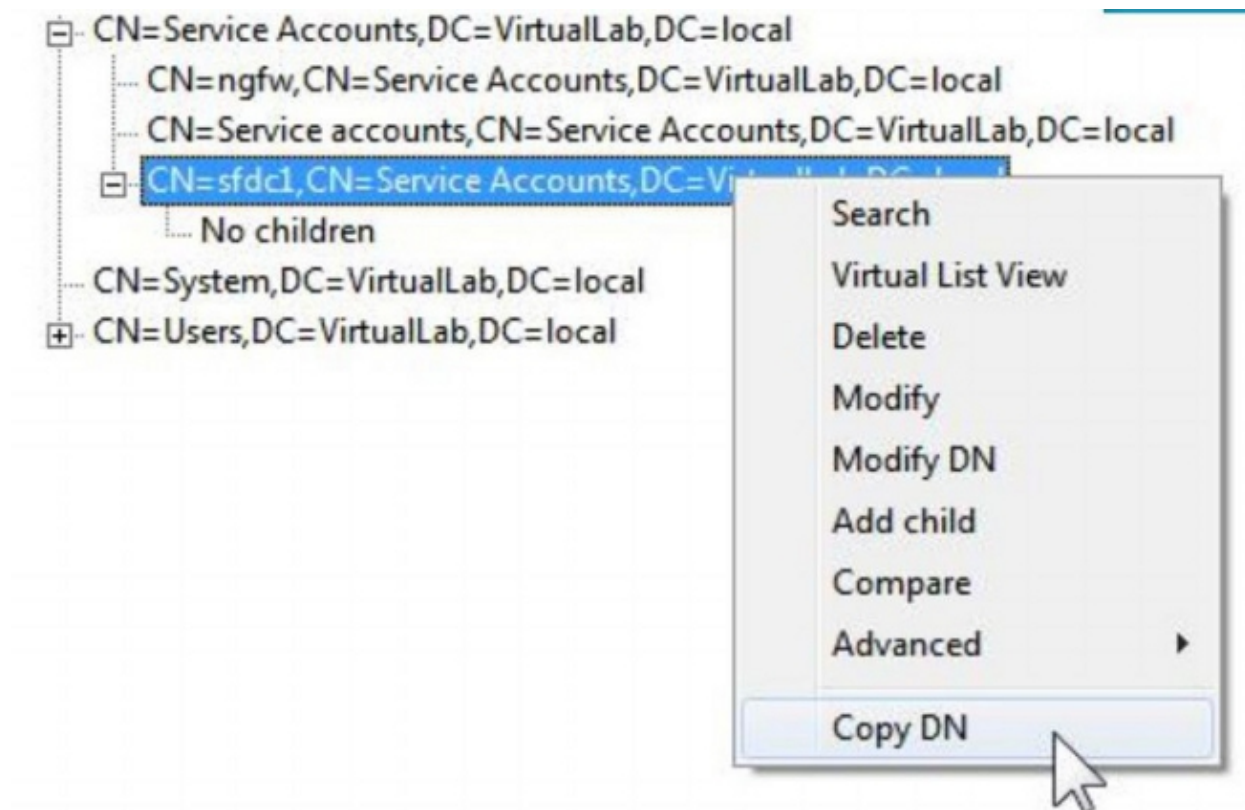 CN=Service Accounts,DC=VirtualLab,DC=local
CN=ngfw,CN=Service Accounts,DC=VirtualLab,DC=local
CN=Service accounts,CN=Service Accounts,DC=VirtualLab,DC=local
CN=sfdc1,CN=Service Accounts,DC=
No children
CN=System,DC=VirtualLab,DC=local
CN=Users,DC=VirtualLab,DC=local
Search
Virtual List View
Delete
Modify
Modify DN
Add child
Compare
Advanced
Copy DN